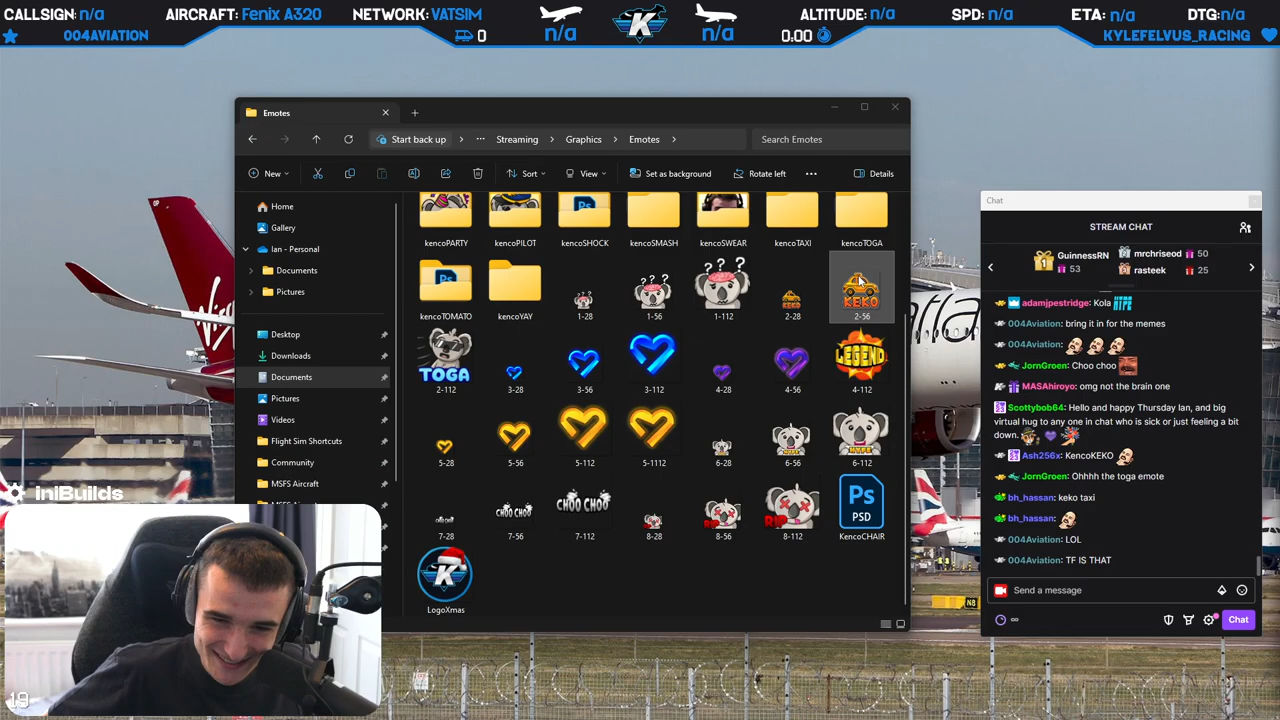 CALLSIGN: n/a
AIRCRAFT: Fenix A320
NETWORK: VATSIM
n/a
K
n/a
ALTITUDE: n/a
SPD: n/a
ETA: n/a
DTG:n/a
004AVIATION
0
0:00
KYLEFELVUS_RACING
Emotes
Start back up
Streaming
Graphics
Emotes
Search Emotes
New
Sort
View
Set as background
Rotate left
Details
Home
Gallery
Ian - Personal
Documents
Pictures
Desktop
Downloads
Documents
Pictures
Videos
Flight Sim Shortcuts
Community
MSFS Aircraft
kencoPARTY
kencoPILOT
kencoSHOCK
kencoSMASH
kencoSWEAR
kencoTAXI
kencoTOGA
kencoTOMATO
kencoYAY
1-28
1-56
1-112
2-28
KEKO
2-56
TOGA
2-112
3-28
3-56
3-112
4-28
4-56
LEGEND
4-112
5-28
5-56
5-112
5-1112
6-28
6-56
HYPE
6-112
7-28
CHOO CHOO
7-56
CHOO CHOO
7-112
8-28
RIP
8-56
RIP
8-112
Ps
PSD
KencoCHAIR
K
LogoXmas
Chat
STREAM CHAT
GuinnessRN
53
mrchriseod 50
rasteek 25
adamjpestridge: Kola HYPE
004Aviation: bring it in for the memes
004Aviation:
JornGroen: Choo choo
MASAhiroyo: omg not the brain one
Scottybob64: Hello and happy Thursday Ian, and big
virtual hug to any one in chat who is sick or just feeling a bit
down.
Ash256x: KencoKEKO
JornGroen: Ohhhh the toga emote
bh_hassan: keko taxi
bh_hassan:
004Aviation: LOL
004Aviation: TF IS THAT
Send a message
Chat
iniBuilds
19
N8